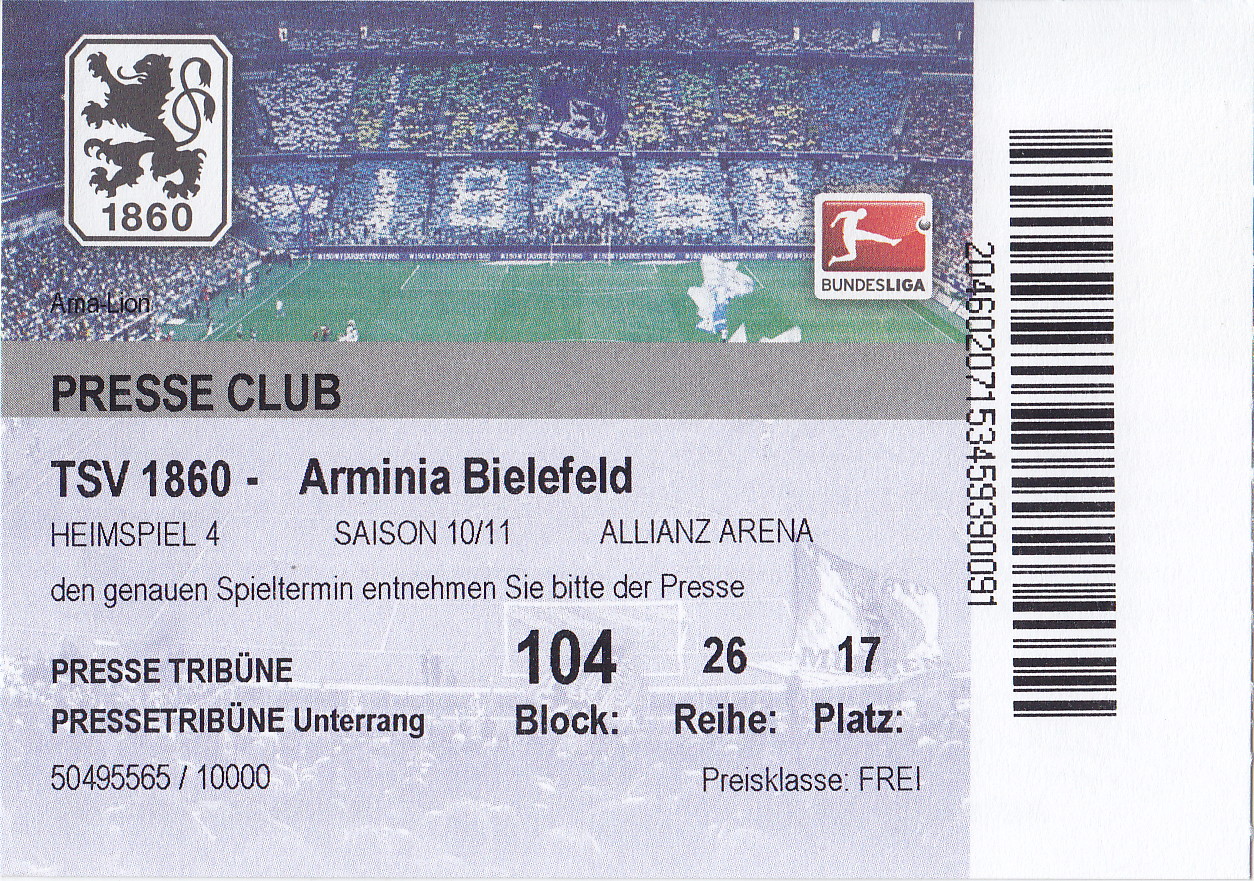 1860
BUNDESLIGA
Ama-Lion
PRESSE CLUB
TSV 1860 - Arminia Bielefeld
HEIMSPIEL 4 SAISON 10/11 ALLIANZ ARENA
den genauen Spieltermin entnehmen Sie bitte der Presse
PRESSE TRIBÜNE 104 26 17
PRESSETRIBÜNE Unterrang Block: Reihe: Platz:
50495565 / 10000 Preisklasse: FREI
20460207153459390091